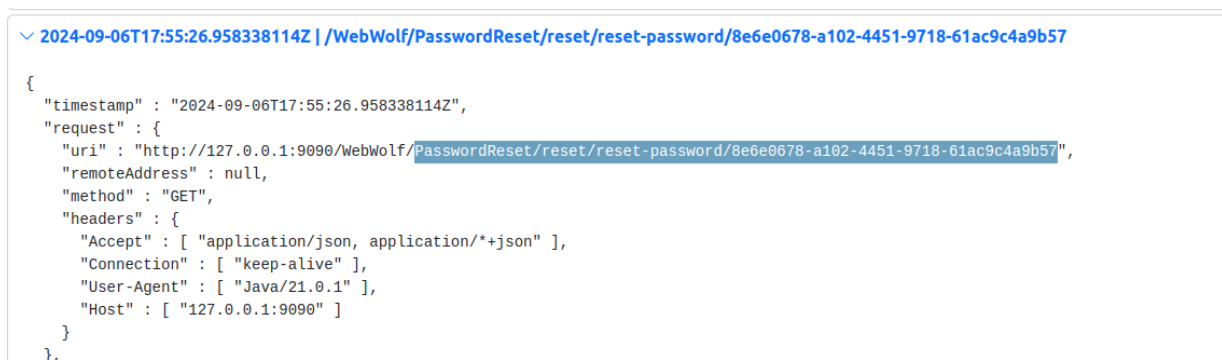 2024-09-06T17:55:26.958338114Z | /WebWolf/PasswordReset/reset/reset-password/8e6e0678-a102-4451-9718-61ac9c4a9b57
{
"timestamp" : "2024-09-06T17:55:26.958338114Z",
"request" : {
"uri" : "http://127.0.0.1:9090/WebWolf/PasswordReset/reset/reset-password/8e6e0678-a102-4451-9718-61ac9c4a9b57",
"remoteAddress" : null,
"method" : "GET",
"headers" : {
"Accept" : [ "application/json, application/*+json" ],
"Connection" : [ "keep-alive" ],
"User-Agent" : [ "Java/21.0.1" ],
"Host" : [ "127.0.0.1:9090" ]
}
},